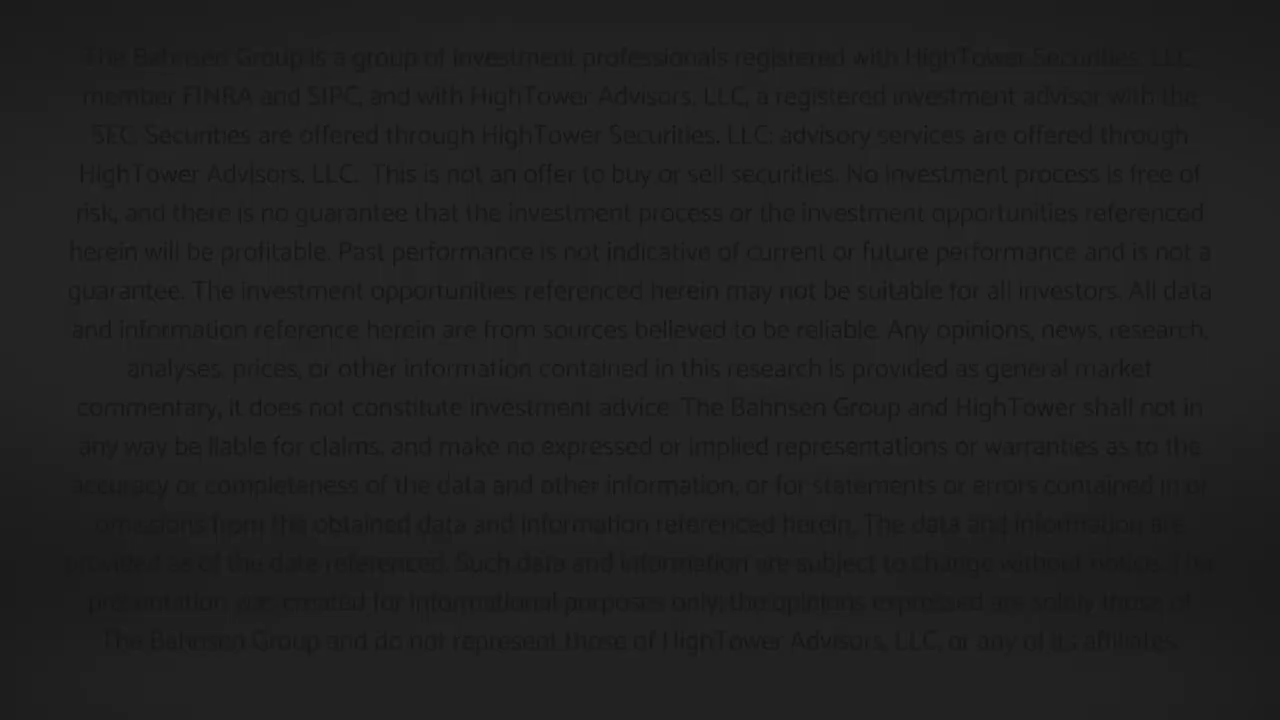 The Bahnsen Group is a group of investment professionals registered with HighTower Securities, LLC,
member FINRA and SIPC, and with HighTower Advisors, LLC, a registered investment advisor with the
SEC. Securities are offered through HighTower Securities, LLC; advisory services are offered through
HighTower Advisors, LLC. This is not an offer to buy or sell securities. No investment process is free of
risk, and there is no guarantee that the investment process or the investment opportunities referenced
herein will be profitable. Past performance is not indicative of current or future performance and is not a
guarantee. The investment opportunities referenced herein may not be suitable for all investors. All data
and information reference herein are from sources believed to be reliable. Any opinions, news, research,
analyses, prices, or other information contained in this research is provided as general market
commentary, it does not constitute investment advice. The Bahnsen Group and HighTower shall not in
any way be liable for claims, and make no expressed or implied representations or warranties as to the
accuracy or completeness of the data and other information, or for statements or errors contained in or
omissions from the obtained data and information referenced herein. The data and information are
provided as of the date referenced. Such data and information are subject to change without notice. This
presentation was created for informational purposes only; the opinions expressed are solely those of
The Bahnsen Group and do not represent those of HighTower Advisors, LLC, or any of its affiliates.